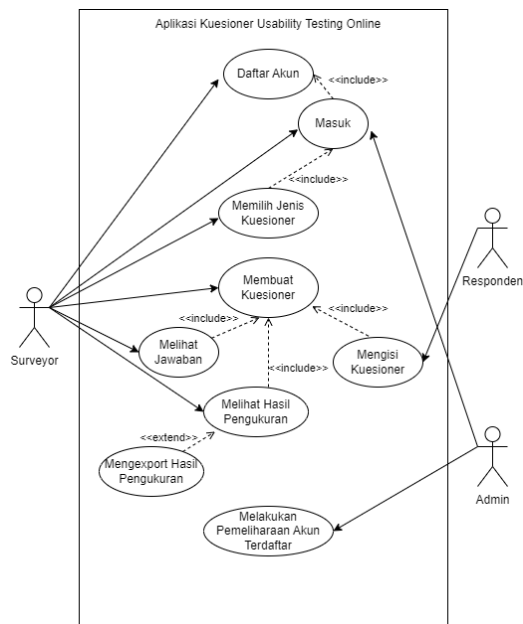 Aplikasi Kuesioner Usability Testing Online
Daftar Akun
<<include>>
Masuk
<<include>>
Memilih Jenis
Kuesioner
Responden
Membuat
Kuesioner
<<include>>
<<include>>
Surveyor
Melihat
Jawaban
Mengisi
Kuesioner
<<include>>
Melihat Hasil
Pengukuran
<<extend>>
Mengexport Hasil
Pengukuran
Admin
Melakukan
Pemeliharaan Akun
Terdaftar